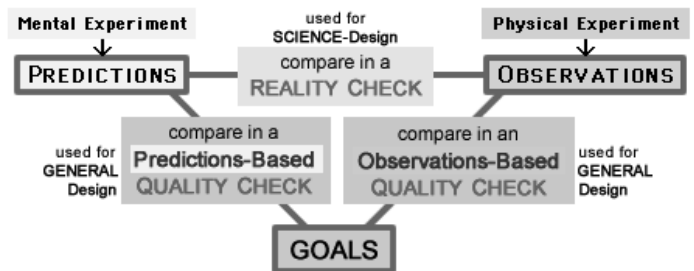 Mental Experiment
used for
SCIENCE-Design
Physical Experiment
PREDICTIONS
compare in a
REALITY CHECK
OBSERVATIONS
used for
GENERAL
Design
compare in a
Predictions-Based
QUALITY CHECK
compare in an
Observations-Based
QUALITY CHECK
used for
GENERAL
Design
GOALS